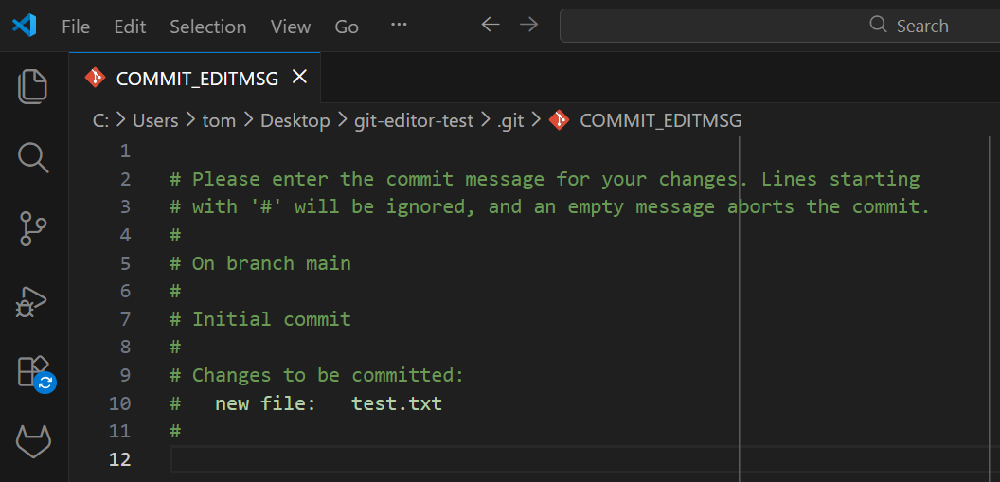 File Edit Selection View Go ... Search
COMMIT_EDITMSG
C: > Users > tom > Desktop > git-editor-test > .git > COMMIT_EDITMSG
1
2 # Please enter the commit message for your changes. Lines starting
3 # with '#' will be ignored, and an empty message aborts the commit.
4 #
5 # On branch main
6 #
7 # Initial commit
8 #
9 # Changes to be committed:
10 #   new file:   test.txt
11 #
12